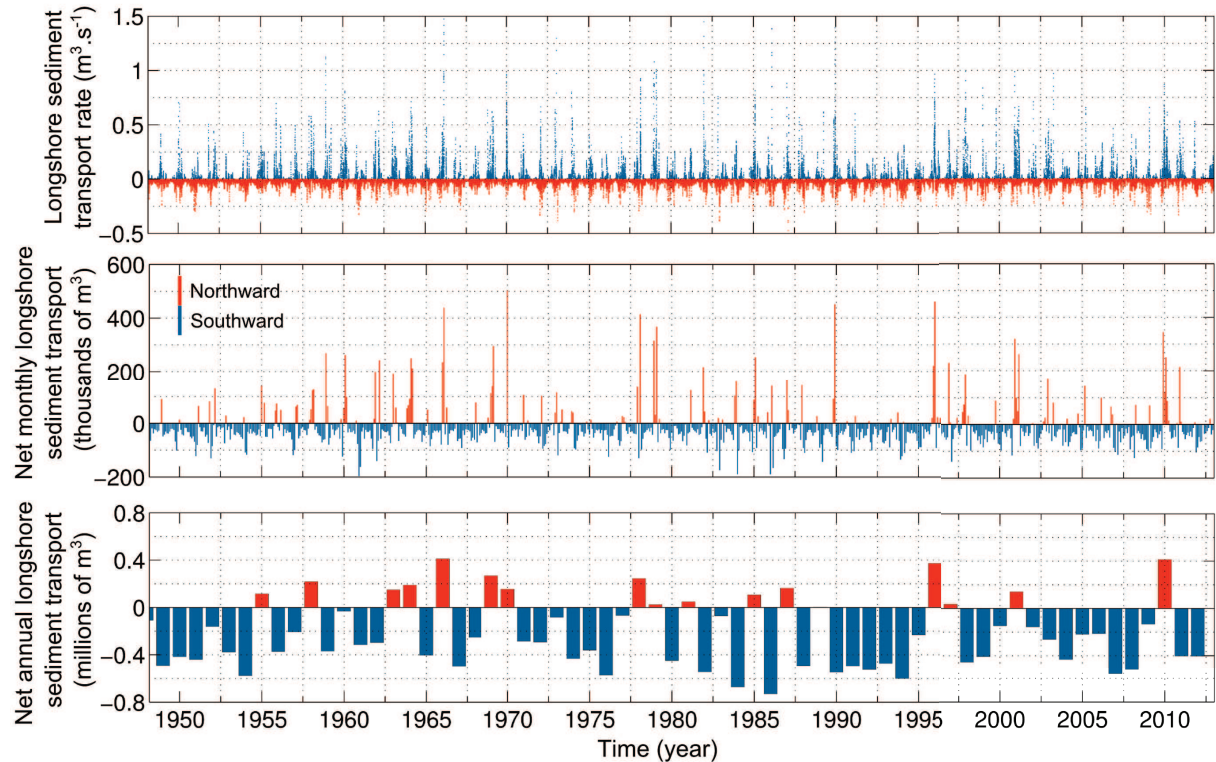 Longshore sediment
transport rate (m³.s⁻¹)
1.5
1
0.5
0
−0.5
Net monthly longshore
sediment transport
(thousands of m³)
600
400
200
0
−200
Northward
Southward
Net annual longshore
sediment transport
(millions of m³)
0.8
0.4
0
−0.4
−0.8
1950 1955 1960 1965 1970 1975 1980 1985 1990 1995 2000 2005 2010
Time (year)